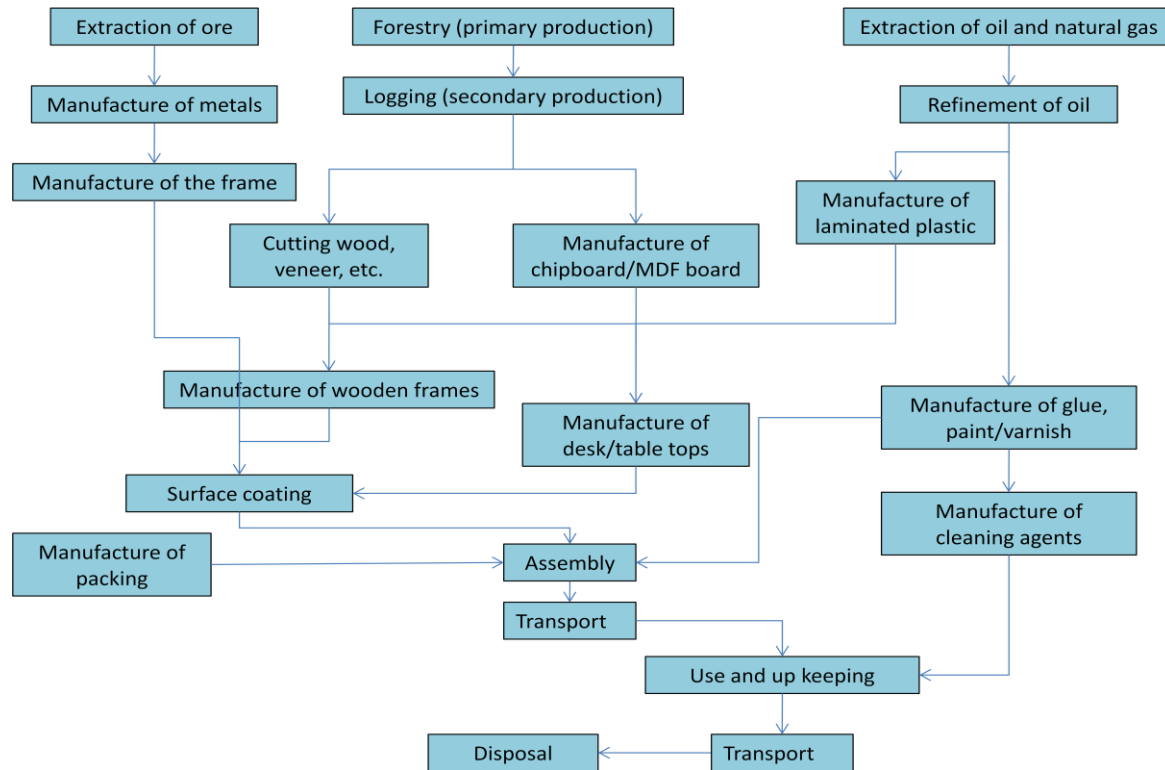 Extraction of ore
Forestry (primary production)
Extraction of oil and natural gas
Manufacture of metals
Logging (secondary production)
Refinement of oil
Manufacture of the frame
Manufacture of
laminated plastic
Cutting wood,
veneer, etc.
Manufacture of
chipboard/MDF board
Manufacture of wooden frames
Manufacture of
desk/table tops
Manufacture of glue,
paint/varnish
Surface coating
Manufacture of
cleaning agents
Manufacture of
packing
Assembly
Transport
Use and up keeping
Disposal
Transport